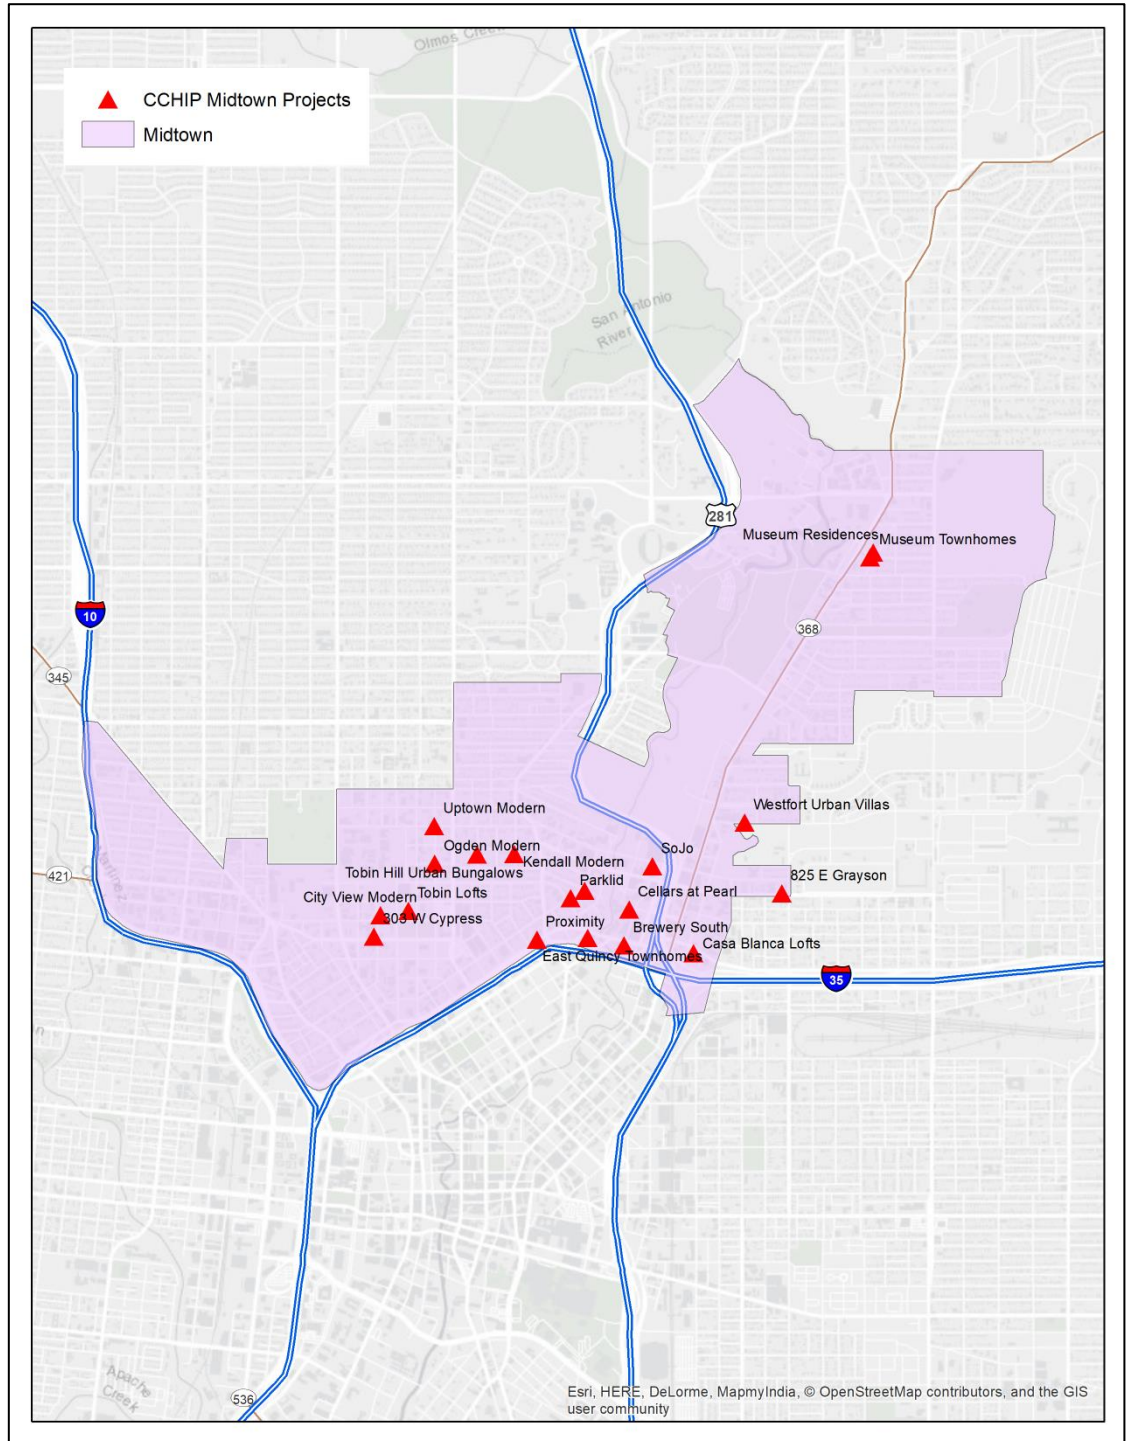 Olmos Creek
CCHIP Midtown Projects
Midtown
San Antonio
River
281
Museum Residences
Museum Townhomes
10
368
345
Uptown Modern
Westfort Urban Villas
Ogden Modern
SoJo
Kendall Modern
421
Tobin Hill Urban Bungalows
825 E Grayson
Parklid
City View Modern
Tobin Lofts
Cellars at Pearl
303 W Cypress
Proximity
Brewery South
Casa Blanca Lofts
East Quincy Townhomes
35
Apache
Creek
536
Esri, HERE, DeLorme, MapmyIndia, © OpenStreetMap contributors, and the GIS
user community